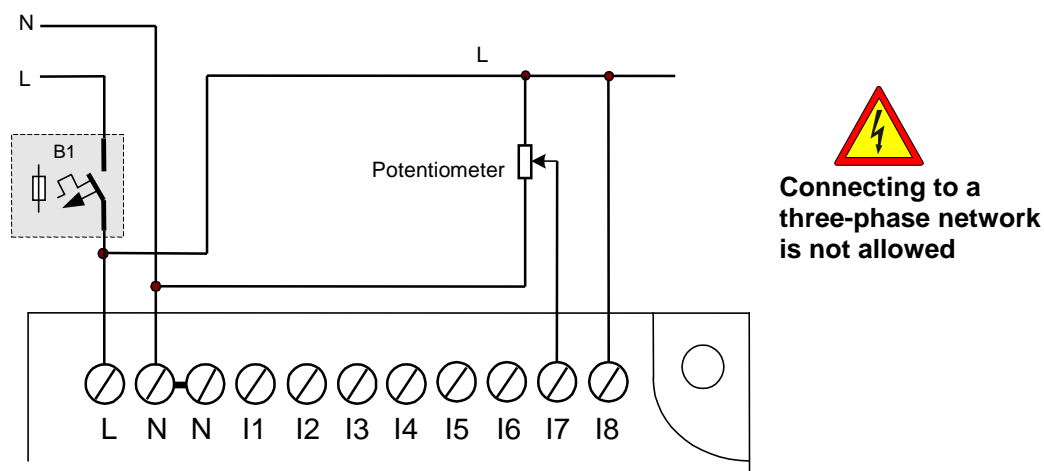 N
L
L
B1
Potentiometer
Connecting to a
three-phase network
is not allowed
L N N I1 I2 I3 I4 I5 I6 I7 I8